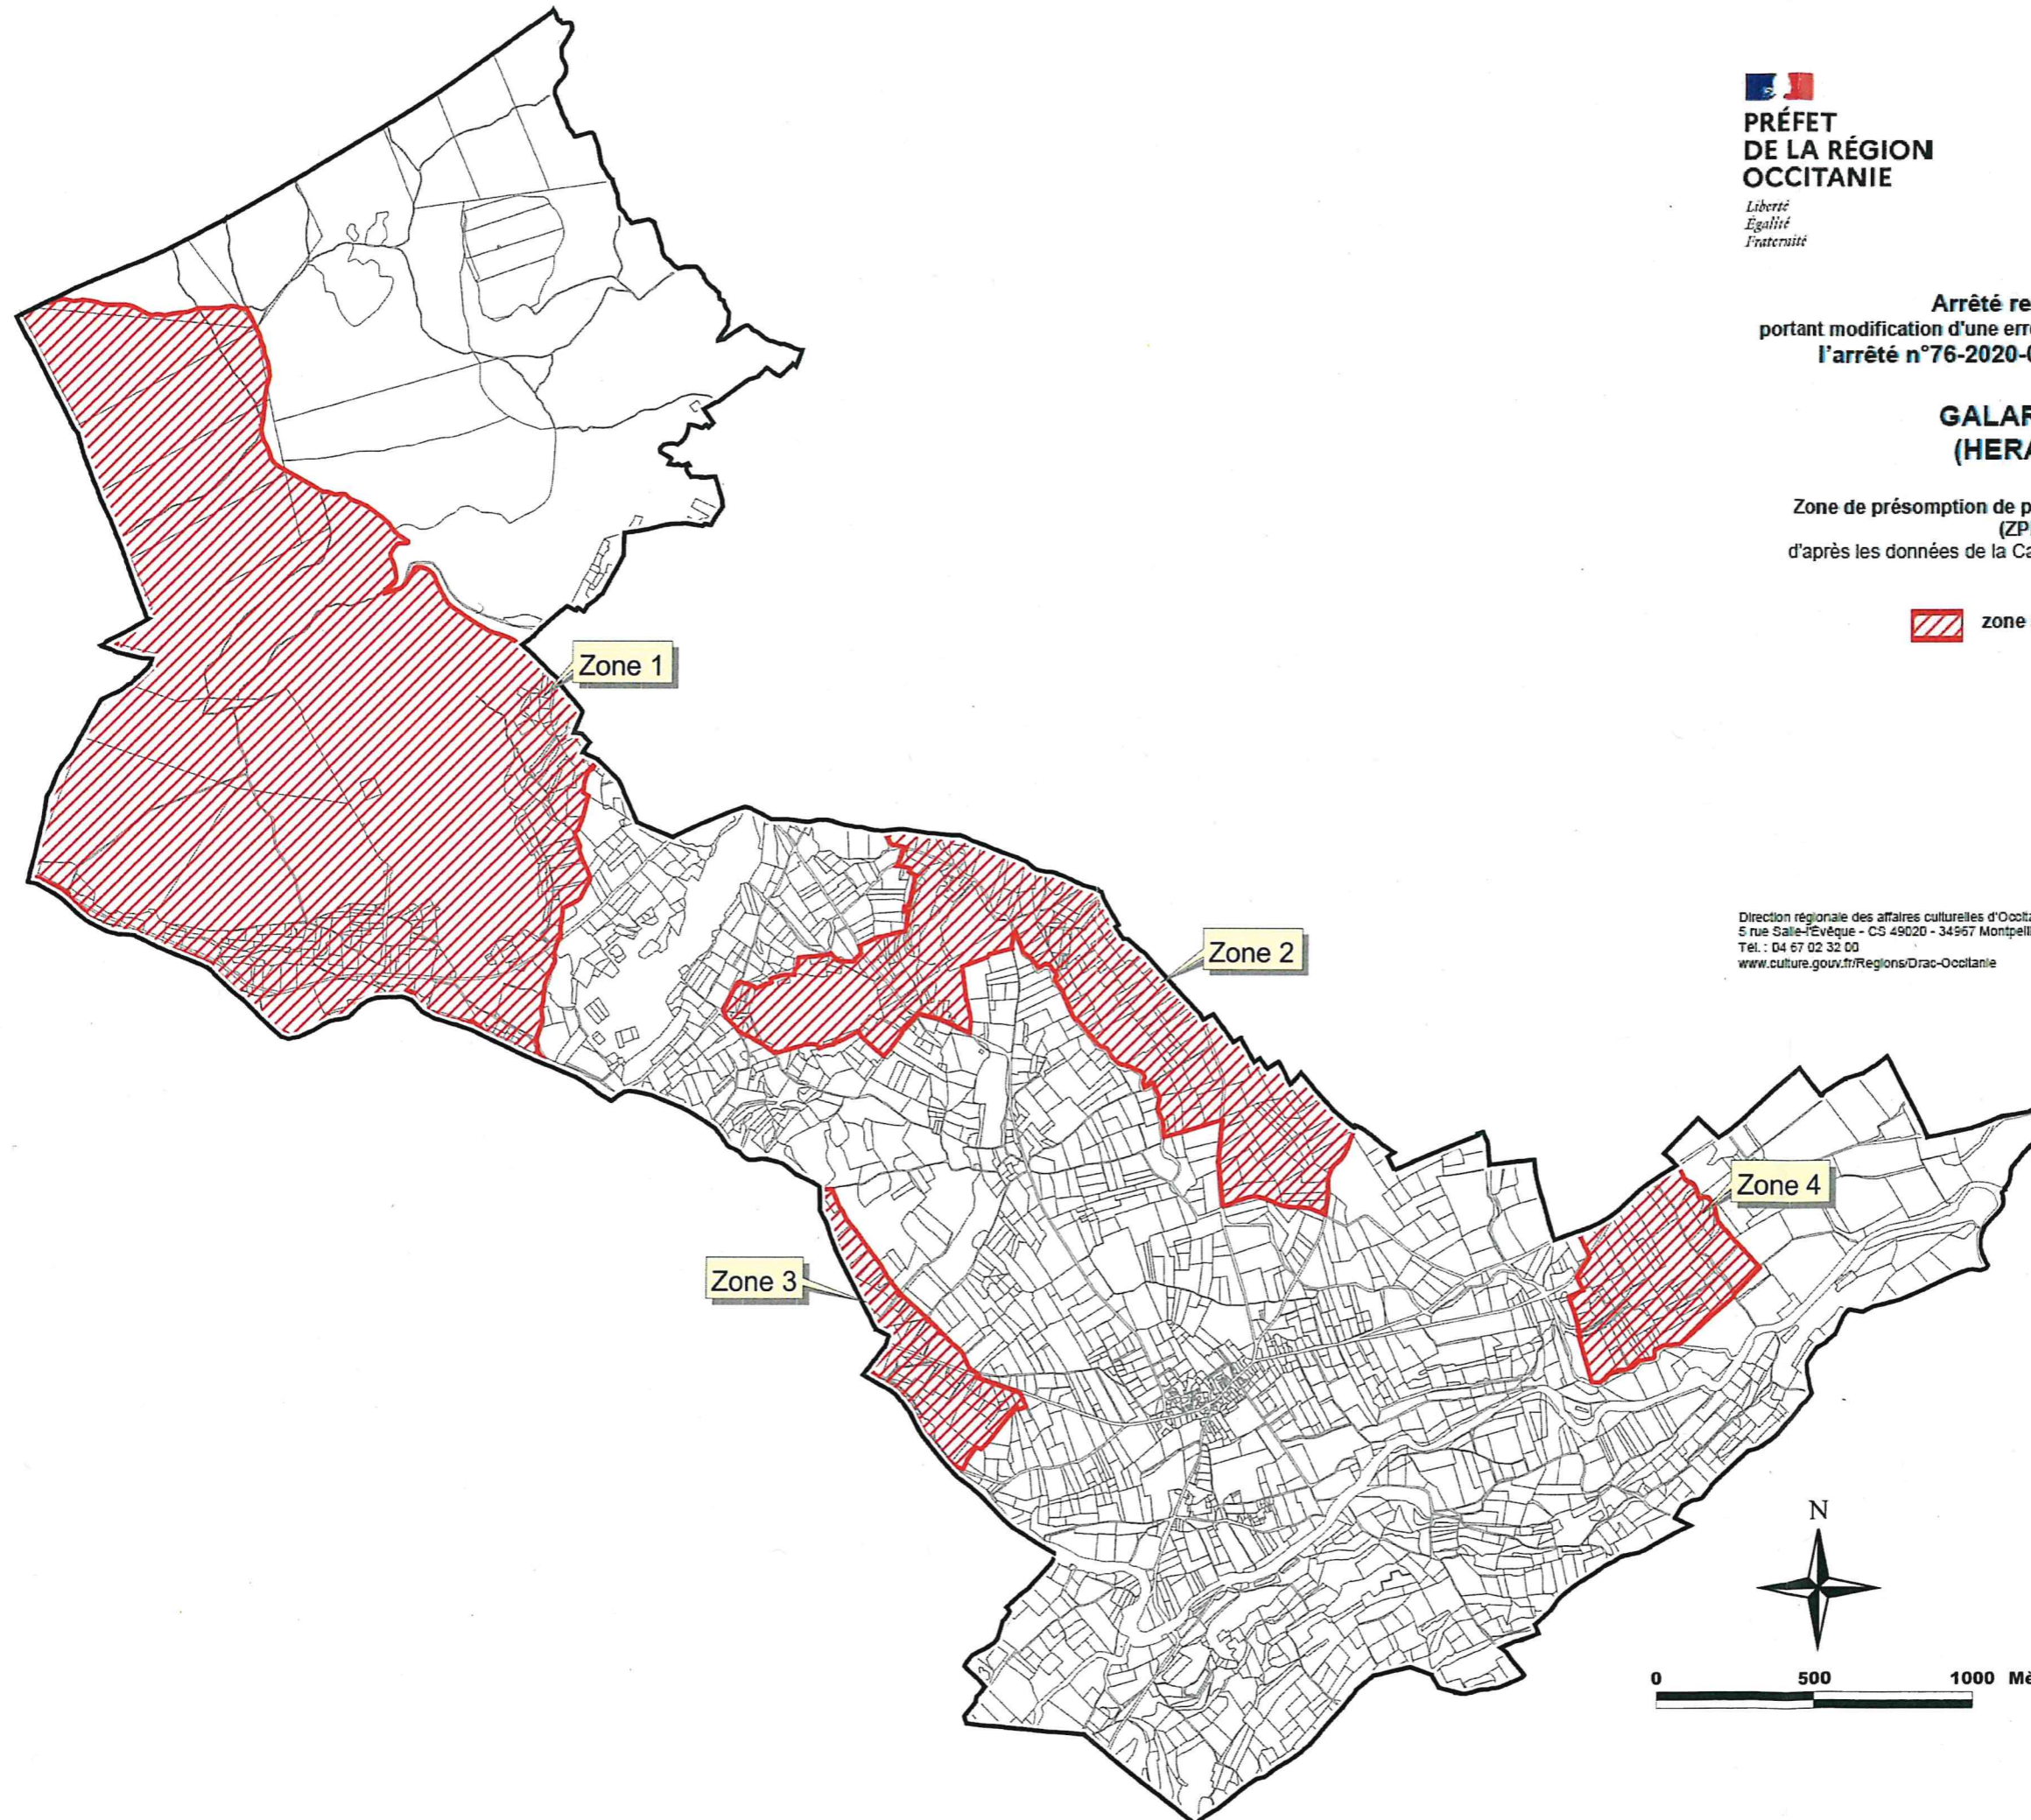 PRÉFET
DE LA RÉGION
OCCITANIE
Liberté
Égalité
Fraternité
Arrêté re
portant modification d'une err
l'arrêté n°76-2020-0
GALAR
(HERA
Zone de présomption de p
(ZP
d'après les données de la Ca
zone
Zone 1
Direction régionale des affaires culturelles d'Occita
5 rue Salle-l'Évêque - CS 49020 - 34967 Montpell
Tél. : 04 67 02 32 00
www.culture.gouv.fr/Regions/Drac-Occitanie
Zone 2
Zone 4
Zone 3
N
0 500 1000 Mè